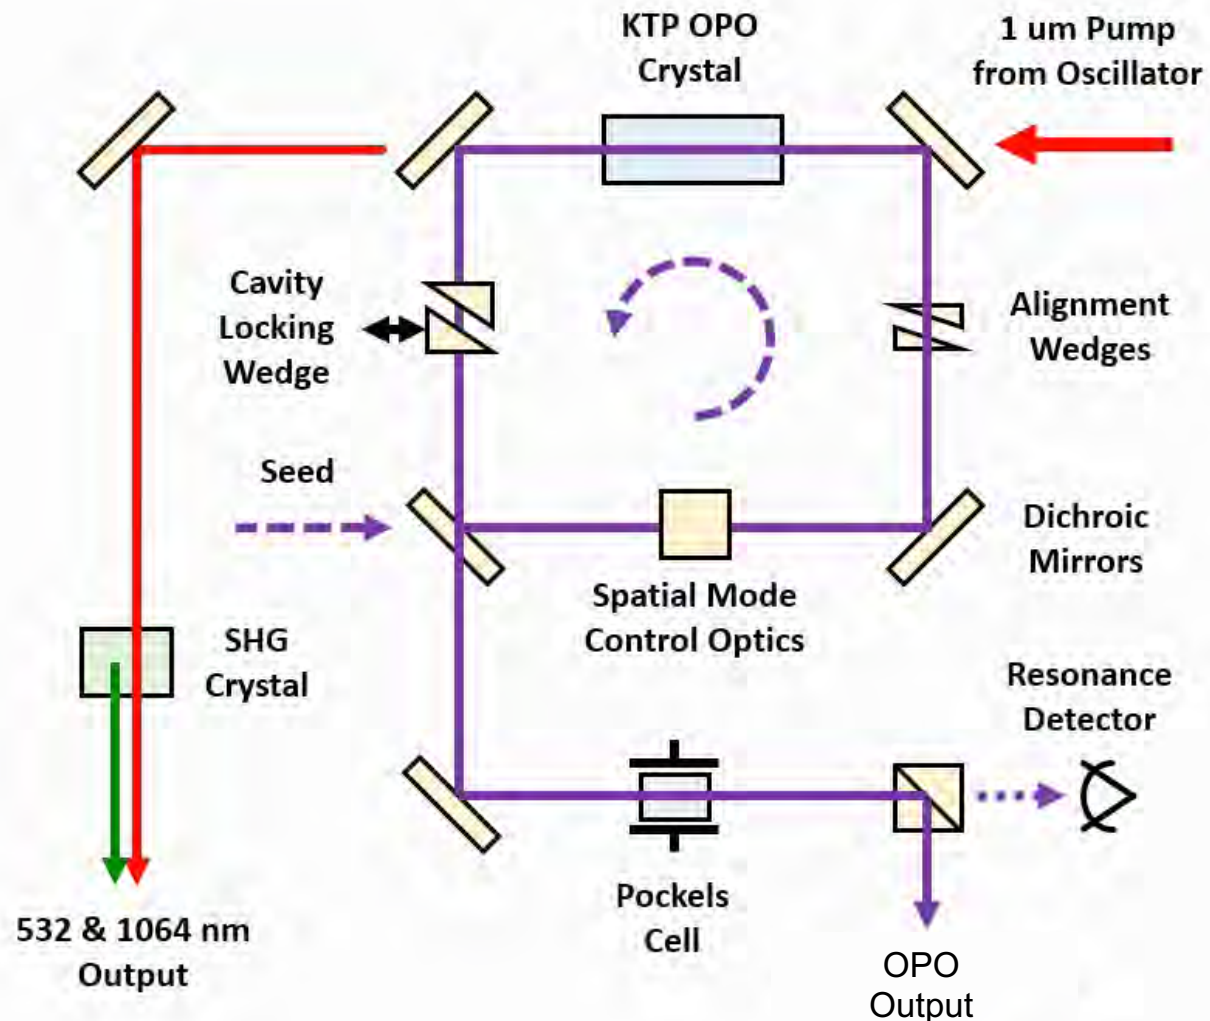 KTP OPO
Crystal
1 um Pump
from Oscillator
Cavity
Locking
Wedge
Alignment
Wedges
Seed
Dichroic
Mirrors
Spatial Mode
Control Optics
SHG
Crystal
Resonance
Detector
Pockels
Cell
532 & 1064 nm
Output
OPO
Output